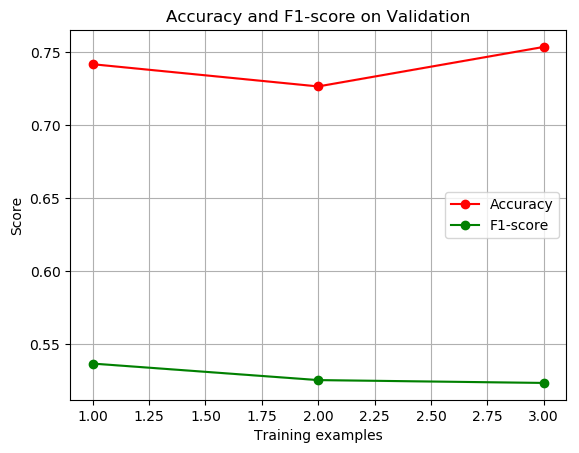 Accuracy and F1-score on Validation
0.75
0.70
0.65
0.60
0.55
Score
Accuracy
F1-score
1.00 1.25 1.50 1.75 2.00 2.25 2.50 2.75 3.00
Training examples